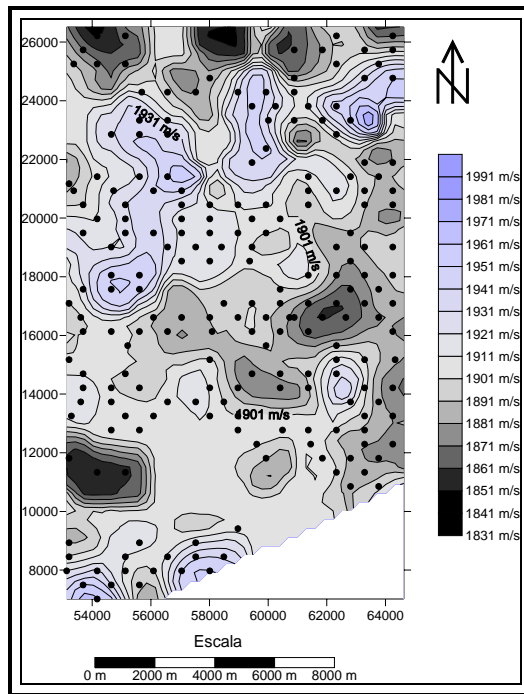 26000
24000
22000
20000
18000
16000
14000
12000
10000
8000
54000 56000 58000 60000 62000 64000
1931 m/s
1901 m/s
1901 m/s
N
1991 m/s
1981 m/s
1971 m/s
1961 m/s
1951 m/s
1941 m/s
1931 m/s
1921 m/s
1911 m/s
1901 m/s
1891 m/s
1881 m/s
1871 m/s
1861 m/s
1851 m/s
1841 m/s
1831 m/s
Escala
0 m 2000 m 4000 m 6000 m 8000 m